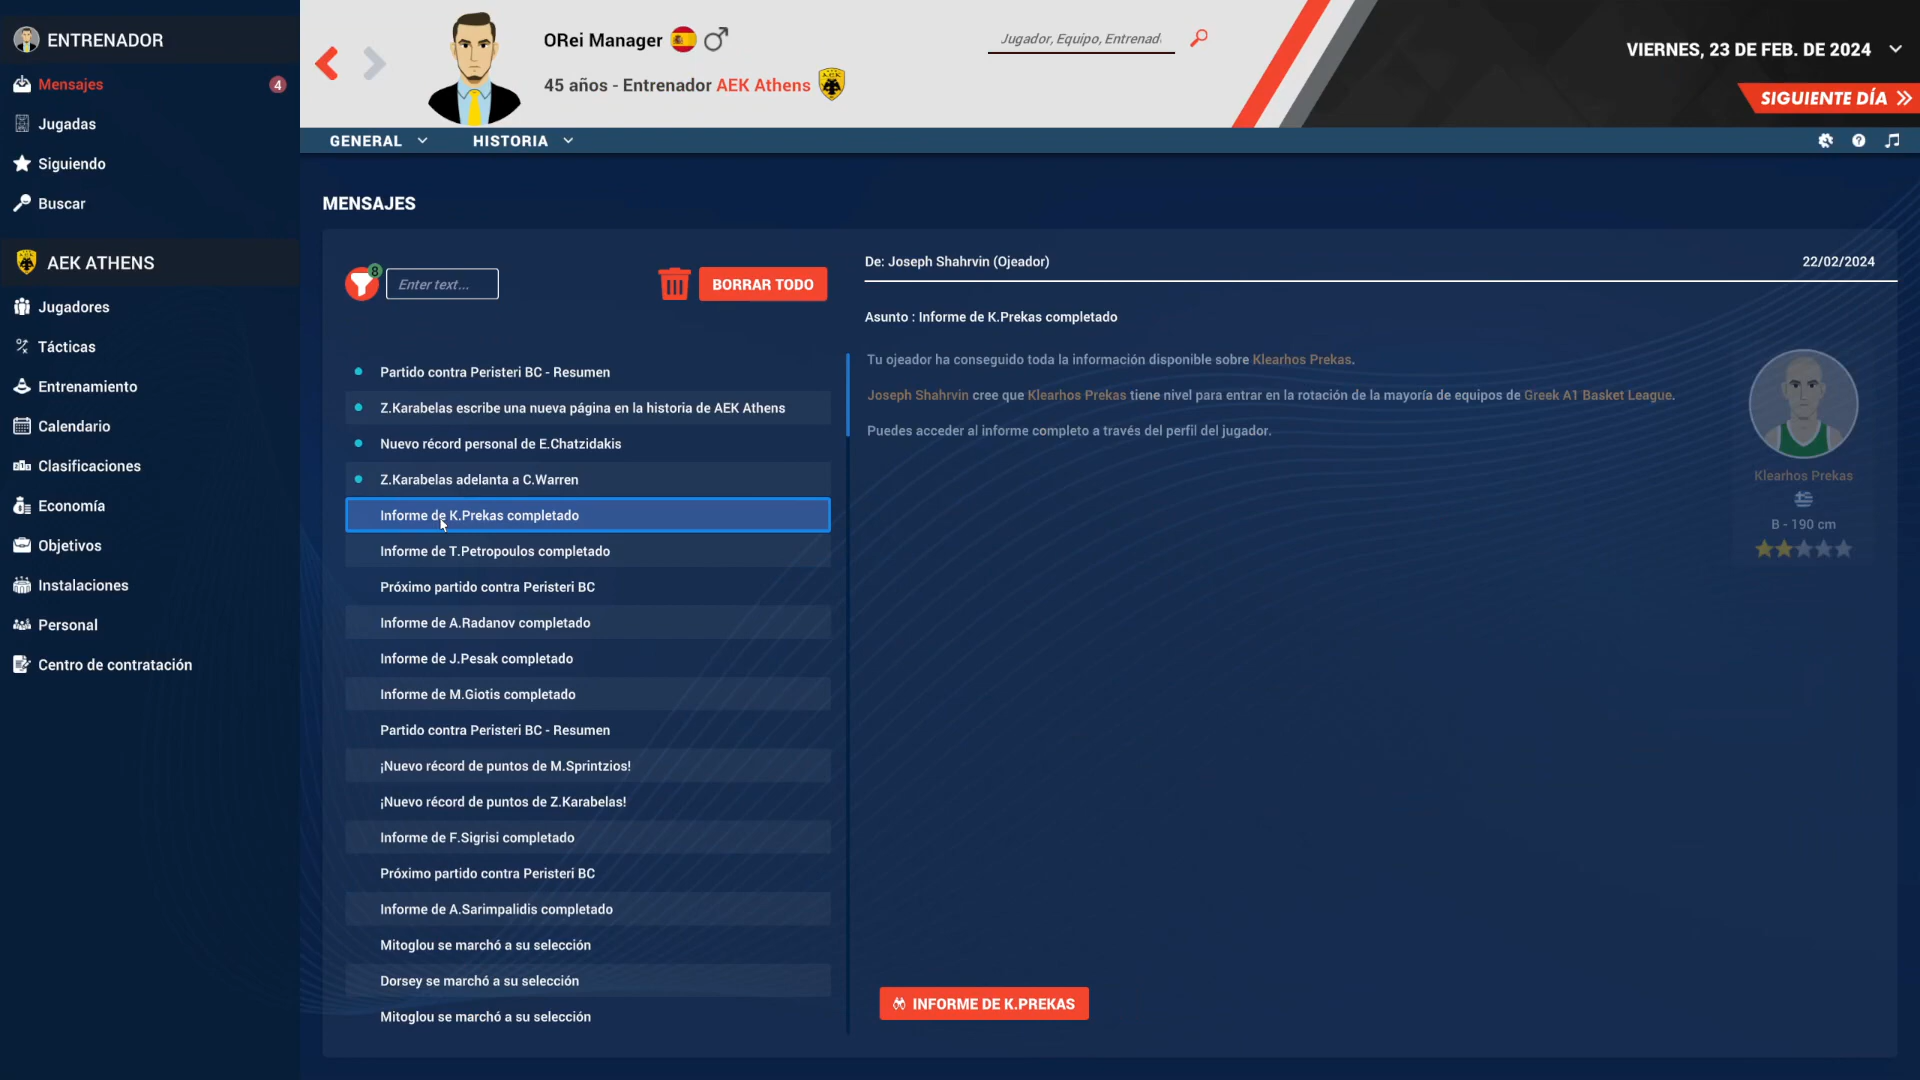 ENTRENADOR
Mensajes
4
Jugadas
Siguiendo
Buscar
AEK ATHENS
Jugadores
Tácticas
Entrenamiento
Calendario
Clasificaciones
Economía
Objetivos
Instalaciones
Personal
Centro de contratación
ORei Manager
45 años - Entrenador AEK Athens
Jugador, Equipo, Entrenad
VIERNES, 23 DE FEB. DE 2024
SIGUIENTE DÍA
GENERAL
HISTORIA
MENSAJES
8
Enter text...
BORRAR TODO
Partido contra Peristeri BC - Resumen
Z.Karabelas escribe una nueva página en la historia de AEK Athens
Nuevo récord personal de E.Chatzidakis
Z.Karabelas adelanta a C.Warren
Informe de K.Prekas completado
Informe de T.Petropoulos completado
Próximo partido contra Peristeri BC
Informe de A.Radanov completado
Informe de J.Pesak completado
Informe de M.Giotis completado
Partido contra Peristeri BC - Resumen
¡Nuevo récord de puntos de M.Sprintzios!
¡Nuevo récord de puntos de Z.Karabelas!
Informe de F.Sigrisi completado
Próximo partido contra Peristeri BC
Informe de A.Sarimpalidis completado
Mitoglou se marchó a su selección
Dorsey se marchó a su selección
Mitoglou se marchó a su selección
De: Joseph Shahrvin (Ojeador)
22/02/2024
Asunto : Informe de K.Prekas completado
Tu ojeador ha conseguido toda la información disponible sobre Klearhos Prekas.
Joseph Shahrvin cree que Klearhos Prekas tiene nivel para entrar en la rotación de la mayoría de equipos de Greek A1 Basket League.
Puedes acceder al informe completo a través del perfil del jugador.
Klearhos Prekas
B - 190 cm
INFORME DE K.PREKAS